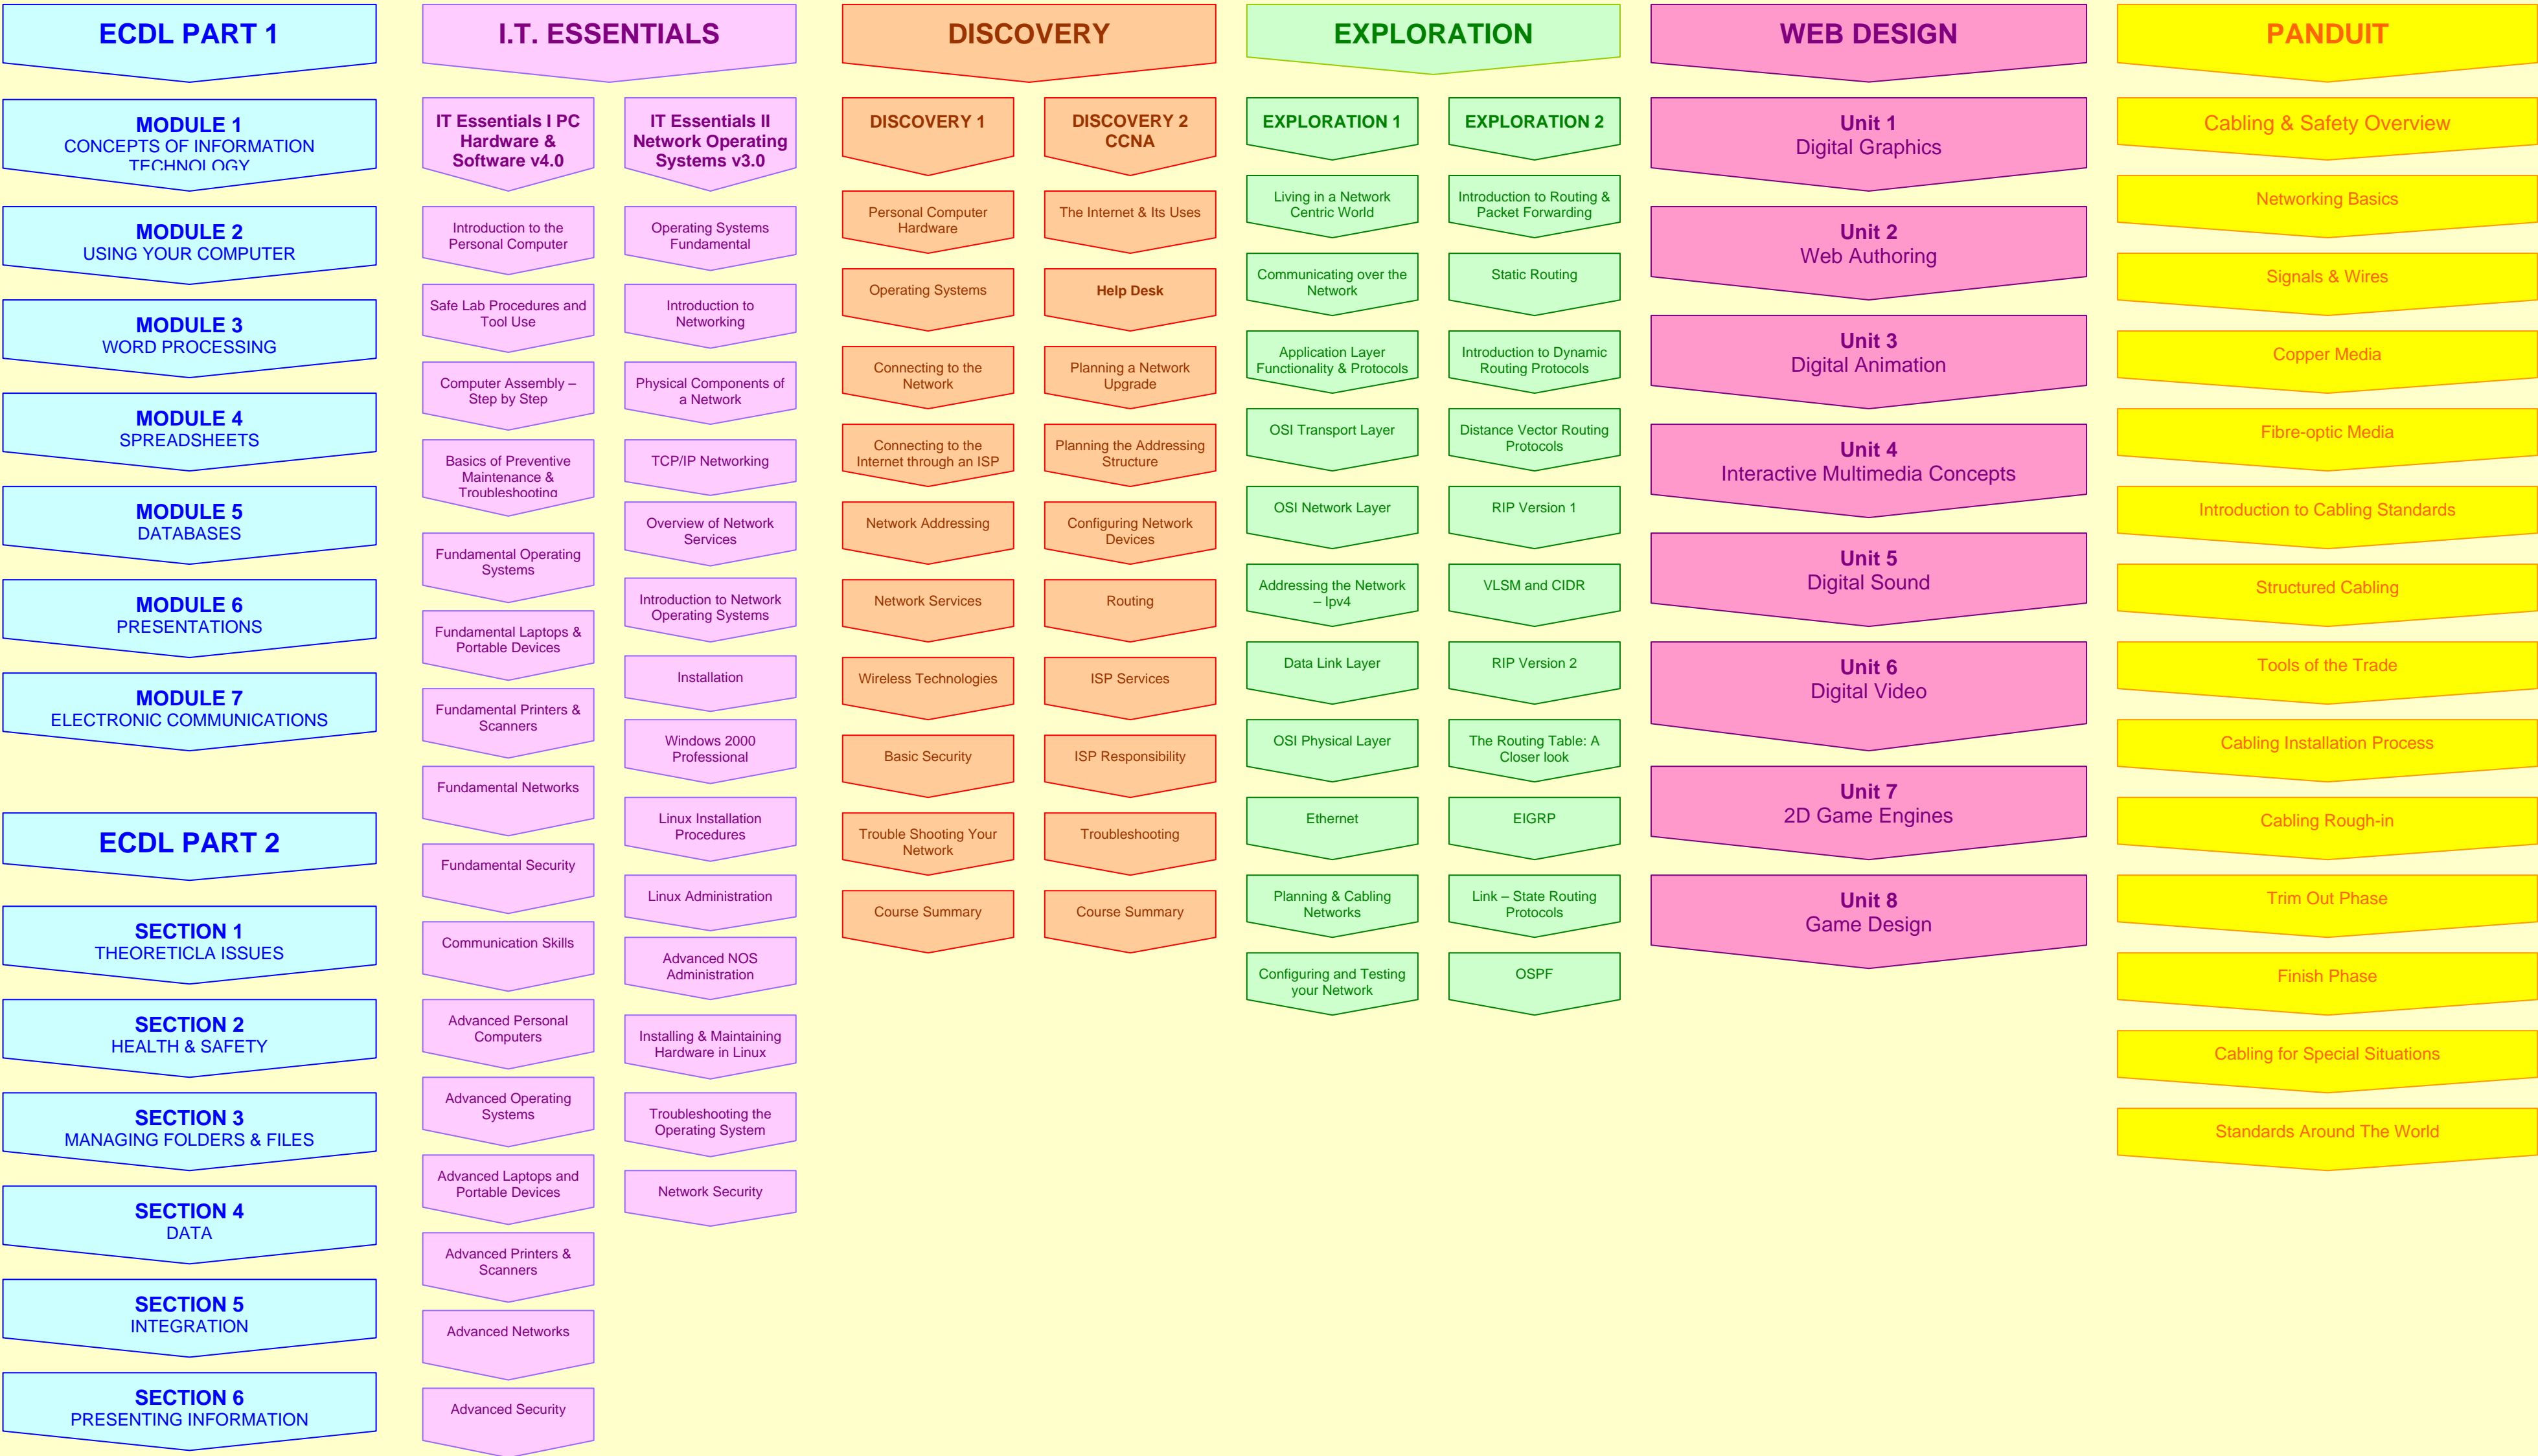 ECDL PART 1
MODULE 1
CONCEPTS OF INFORMATION
TECHNOLOGY
MODULE 2
USING YOUR COMPUTER
MODULE 3
WORD PROCESSING
MODULE 4
SPREADSHEETS
MODULE 5
DATABASES
MODULE 6
PRESENTATIONS
MODULE 7
ELECTRONIC COMMUNICATIONS
ECDL PART 2
SECTION 1
THEORETICLA ISSUES
SECTION 2
HEALTH & SAFETY
SECTION 3
MANAGING FOLDERS & FILES
SECTION 4
DATA
SECTION 5
INTEGRATION
SECTION 6
PRESENTING INFORMATION
I.T. ESSENTIALS
IT Essentials I PC
Hardware &
Software v4.0
Introduction to the
Personal Computer
Safe Lab Procedures and
Tool Use
Computer Assembly –
Step by Step
Basics of Preventive
Maintenance &
Troubleshooting
Fundamental Operating
Systems
Fundamental Laptops &
Portable Devices
Fundamental Printers &
Scanners
Fundamental Networks
Fundamental Security
Communication Skills
Advanced Personal
Computers
Advanced Operating
Systems
Advanced Laptops and
Portable Devices
Advanced Printers &
Scanners
Advanced Networks
Advanced Security
IT Essentials II
Network Operating
Systems v3.0
Operating Systems
Fundamental
Introduction to
Networking
Physical Components of
a Network
TCP/IP Networking
Overview of Network
Services
Introduction to Network
Operating Systems
Installation
Windows 2000
Professional
Linux Installation
Procedures
Linux Administration
Advanced NOS
Administration
Installing & Maintaining
Hardware in Linux
Troubleshooting the
Operating System
Network Security
DISCOVERY
DISCOVERY 1
Personal Computer
Hardware
Operating Systems
Connecting to the
Network
Connecting to the
Internet through an ISP
Network Addressing
Network Services
Wireless Technologies
Basic Security
Trouble Shooting Your
Network
Course Summary
DISCOVERY 2
CCNA
The Internet & Its Uses
Help Desk
Planning a Network
Upgrade
Planning the Addressing
Structure
Configuring Network
Devices
Routing
ISP Services
ISP Responsibility
Troubleshooting
Course Summary
EXPLORATION
EXPLORATION 1
Living in a Network
Centric World
Communicating over the
Network
Application Layer
Functionality & Protocols
OSI Transport Layer
OSI Network Layer
Addressing the Network
– Ipv4
Data Link Layer
OSI Physical Layer
Ethernet
Planning & Cabling
Networks
Configuring and Testing
your Network
EXPLORATION 2
Introduction to Routing &
Packet Forwarding
Static Routing
Introduction to Dynamic
Routing Protocols
Distance Vector Routing
Protocols
RIP Version 1
VLSM and CIDR
RIP Version 2
The Routing Table: A
Closer look
EIGRP
Link – State Routing
Protocols
OSPF
WEB DESIGN
Unit 1
Digital Graphics
Unit 2
Web Authoring
Unit 3
Digital Animation
Unit 4
Interactive Multimedia Concepts
Unit 5
Digital Sound
Unit 6
Digital Video
Unit 7
2D Game Engines
Unit 8
Game Design
PANDUIT
Cabling & Safety Overview
Networking Basics
Signals & Wires
Copper Media
Fibre-optic Media
Introduction to Cabling Standards
Structured Cabling
Tools of the Trade
Cabling Installation Process
Cabling Rough-in
Trim Out Phase
Finish Phase
Cabling for Special Situations
Standards Around The World